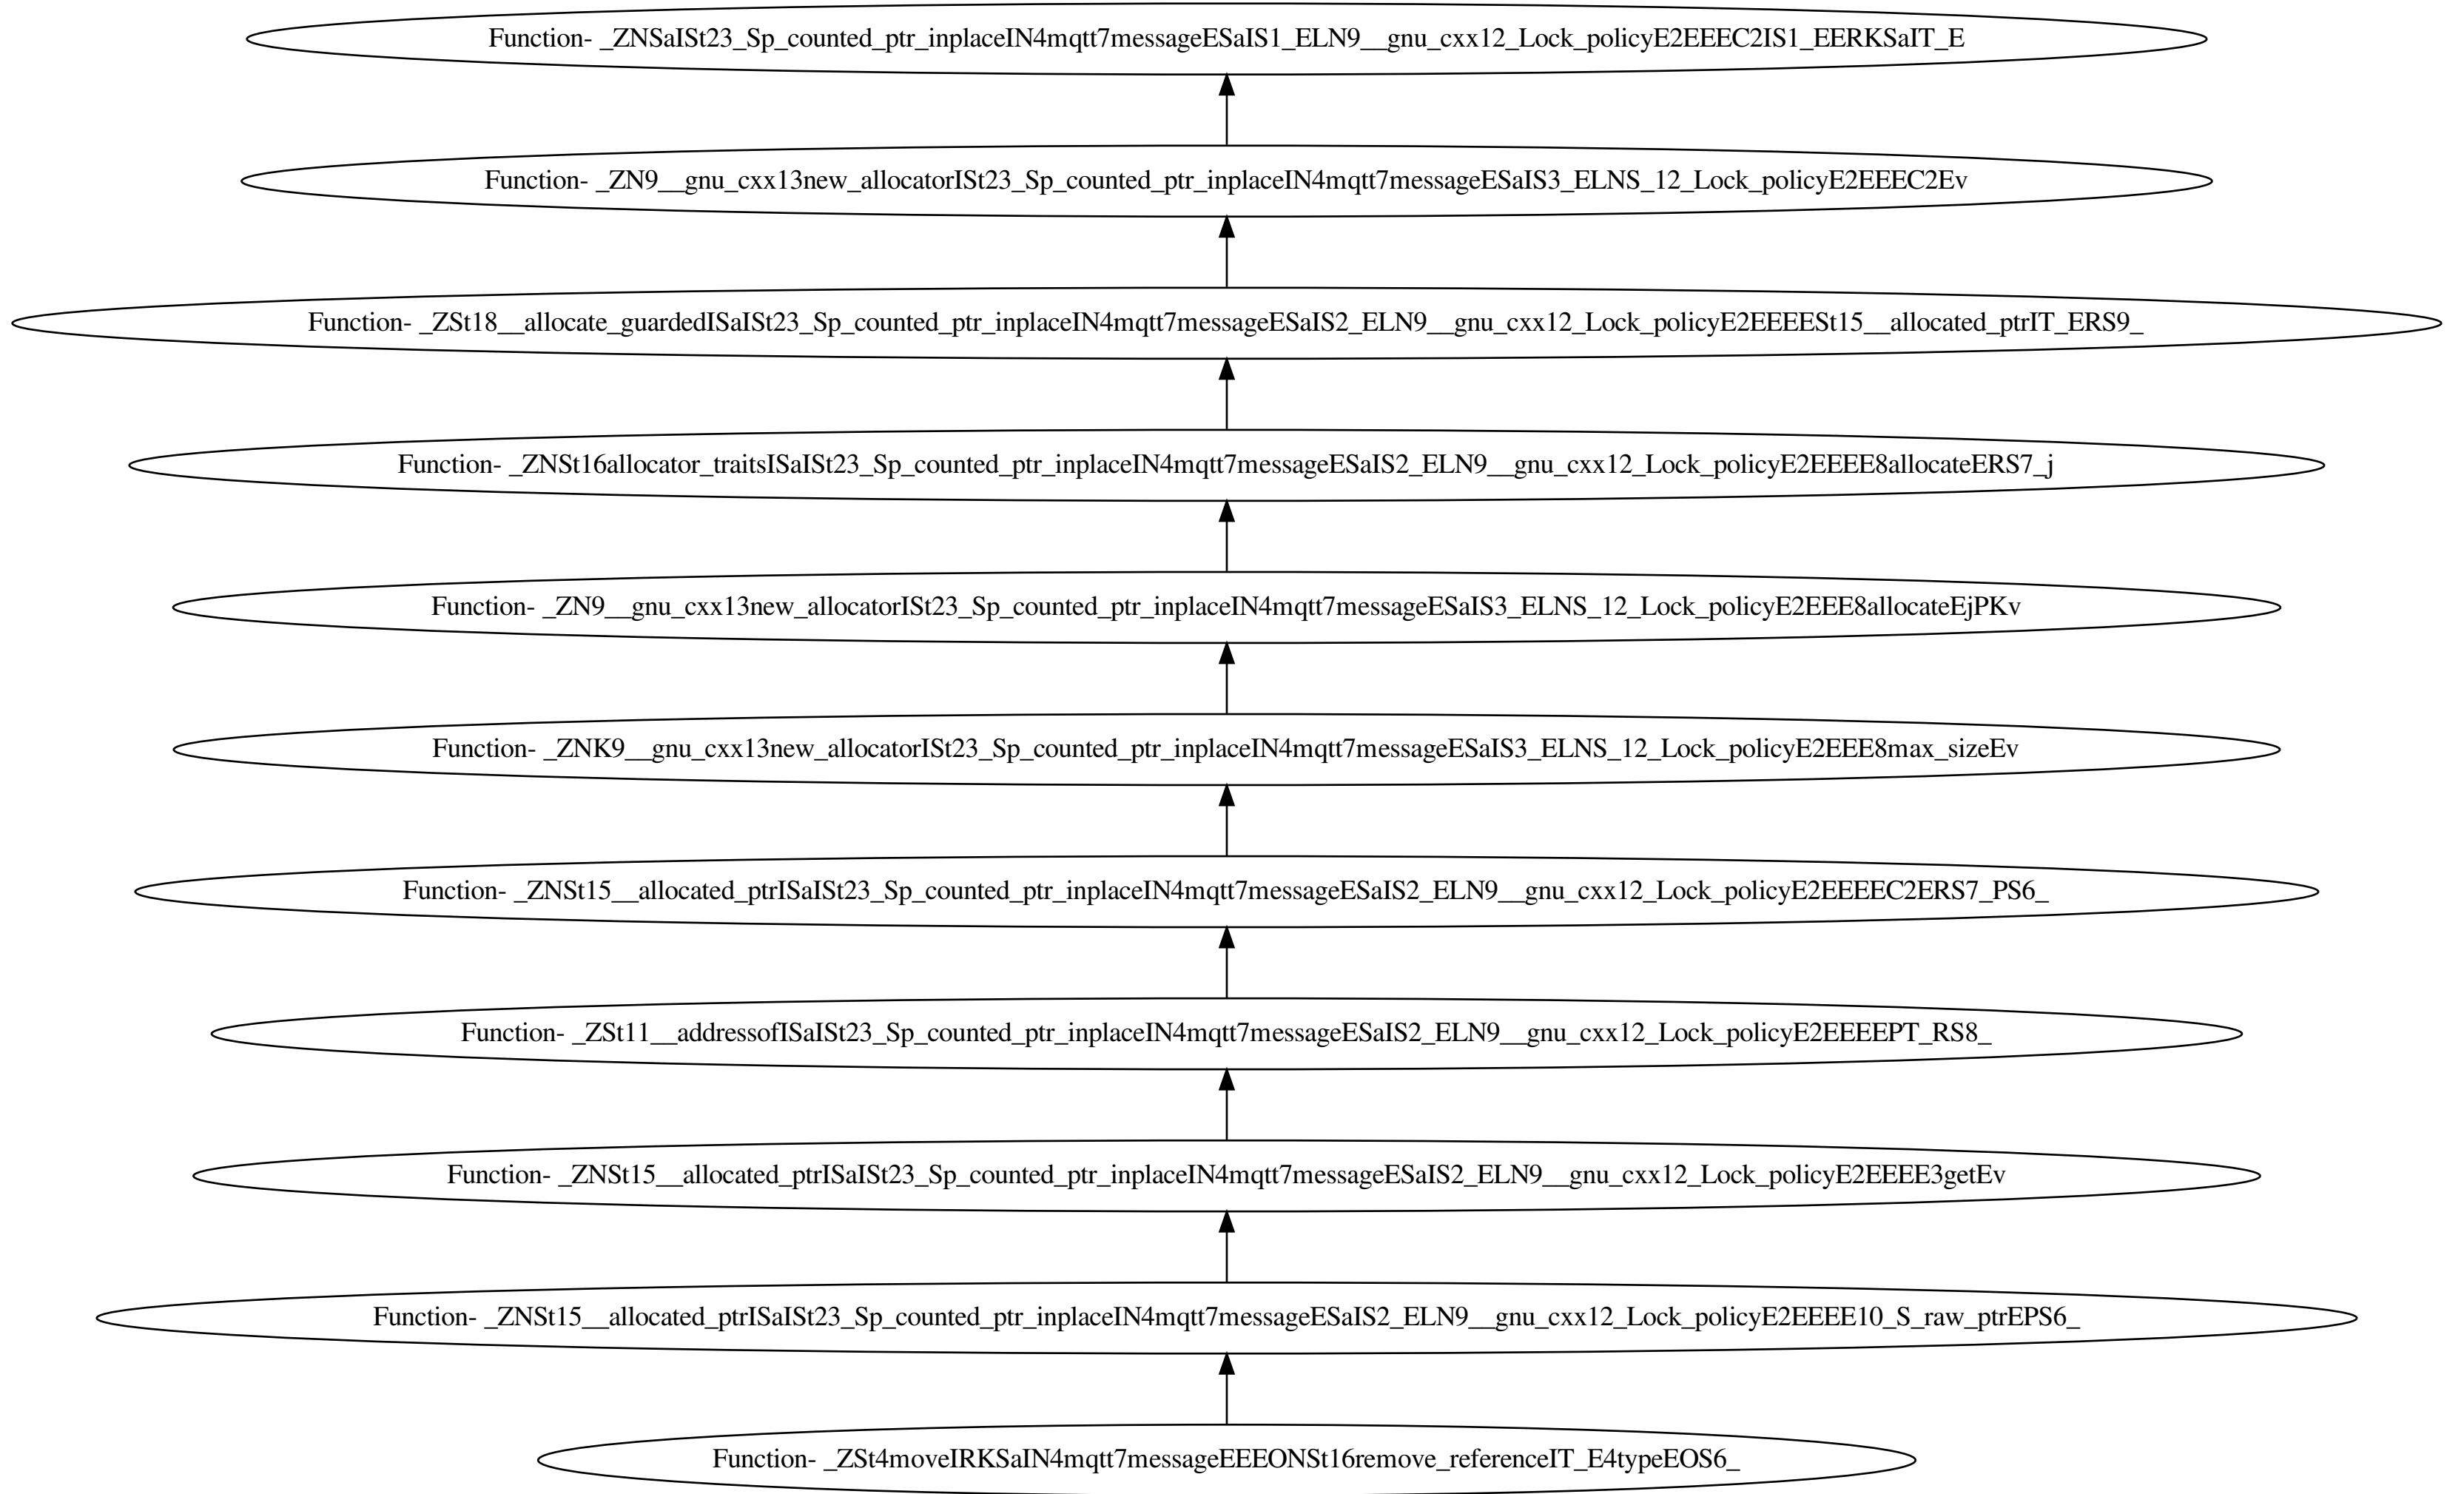 Function- _ZNSaISt23_Sp_counted_ptr_inplaceIN4mqtt7messageESaIS1_ELN9__gnu_cxx12_Lock_policyE2EEEC2IS1_EERKSaIT_E
Function- _ZN9__gnu_cxx13new_allocatorISt23_Sp_counted_ptr_inplaceIN4mqtt7messageESaIS3_ELNS_12_Lock_policyE2EEEC2Ev
Function- _ZSt18__allocate_guardedISaISt23_Sp_counted_ptr_inplaceIN4mqtt7messageESaIS2_ELN9__gnu_cxx12_Lock_policyE2EEEESt15__allocated_ptrIT_ERS9_
Function- _ZNSt16allocator_traitsISaISt23_Sp_counted_ptr_inplaceIN4mqtt7messageESaIS2_ELN9__gnu_cxx12_Lock_policyE2EEEE8allocateERS7_j
Function- _ZN9__gnu_cxx13new_allocatorISt23_Sp_counted_ptr_inplaceIN4mqtt7messageESaIS3_ELNS_12_Lock_policyE2EEE8allocateEjPKv
Function- _ZNK9__gnu_cxx13new_allocatorISt23_Sp_counted_ptr_inplaceIN4mqtt7messageESaIS3_ELNS_12_Lock_policyE2EEE8max_sizeEv
Function- _ZNSt15__allocated_ptrISaISt23_Sp_counted_ptr_inplaceIN4mqtt7messageESaIS2_ELN9__gnu_cxx12_Lock_policyE2EEEEC2ERS7_PS6_
Function- _ZSt11__addressofISaISt23_Sp_counted_ptr_inplaceIN4mqtt7messageESaIS2_ELN9__gnu_cxx12_Lock_policyE2EEEEPT_RS8_
Function- _ZNSt15__allocated_ptrISaISt23_Sp_counted_ptr_inplaceIN4mqtt7messageESaIS2_ELN9__gnu_cxx12_Lock_policyE2EEEE3getEv
Function- _ZNSt15__allocated_ptrISaISt23_Sp_counted_ptr_inplaceIN4mqtt7messageESaIS2_ELN9__gnu_cxx12_Lock_policyE2EEEE10_S_raw_ptrEPS6_
Function- _ZSt4moveIRKSaIN4mqtt7messageEEEONSt16remove_referenceIT_E4typeEOS6_